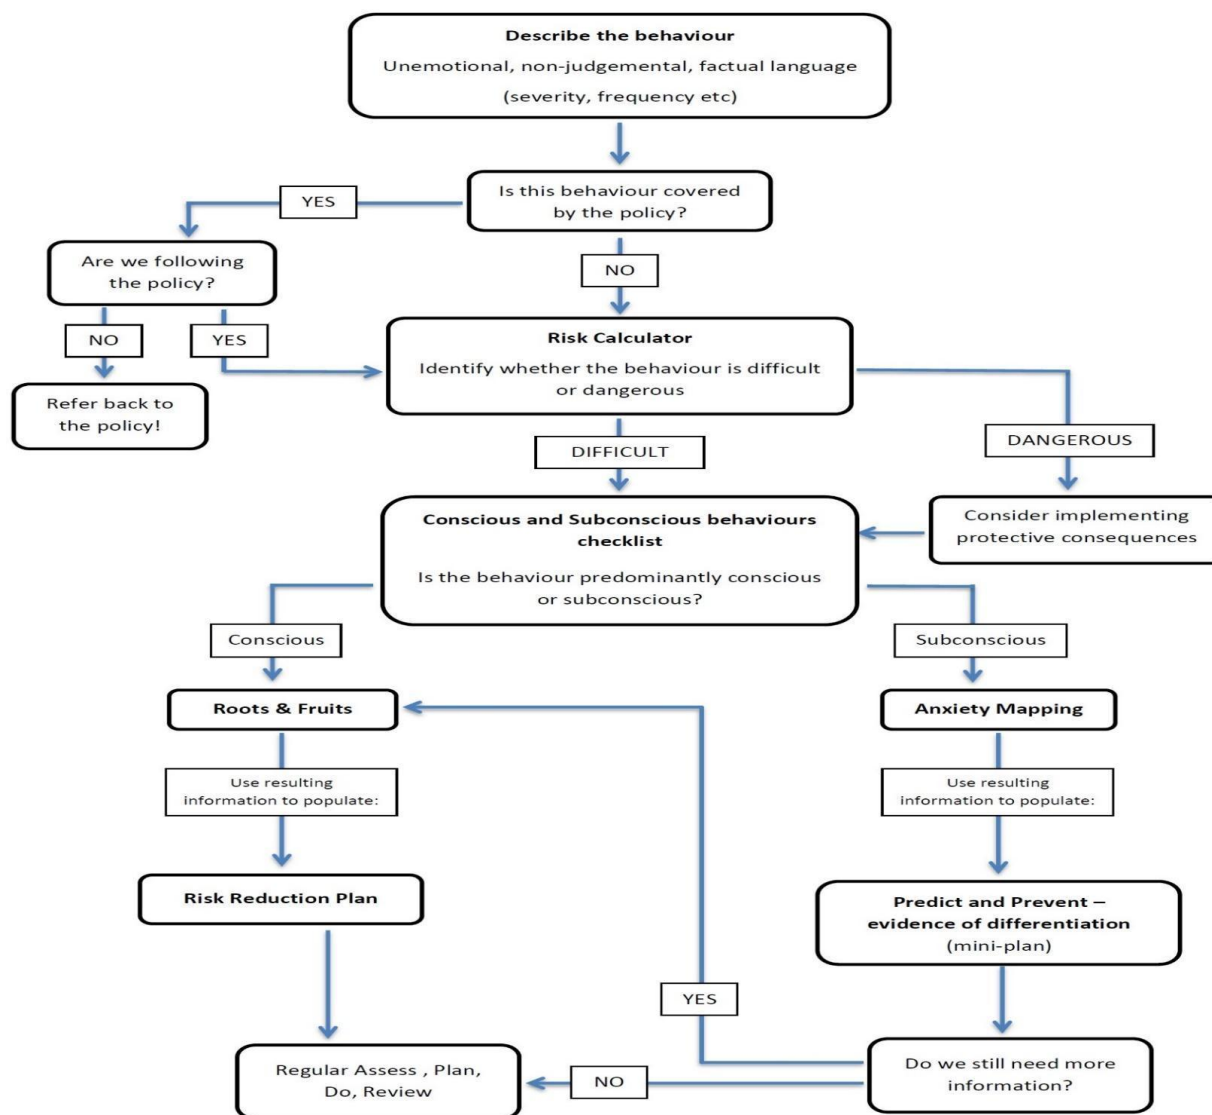 Describe the behaviour
Unemotional, non-judgemental, factual language
(severity, frequency etc)
Is this behaviour covered
by the policy?
YES
Are we following
the policy?
NO
NO
YES
Risk Calculator
Identify whether the behaviour is difficult
or dangerous
Refer back to
the policy!
DIFFICULT
DANGEROUS
Conscious and Subconscious behaviours
checklist
Is the behaviour predominantly conscious
or subconscious?
Consider implementing
protective consequences
Conscious
Subconscious
Roots & Fruits
Anxiety Mapping
Use resulting
information to populate:
Use resulting
information to populate:
Risk Reduction Plan
Predict and Prevent –
evidence of differentiation
(mini-plan)
YES
Regular Assess , Plan,
Do, Review
NO
Do we still need more
information?